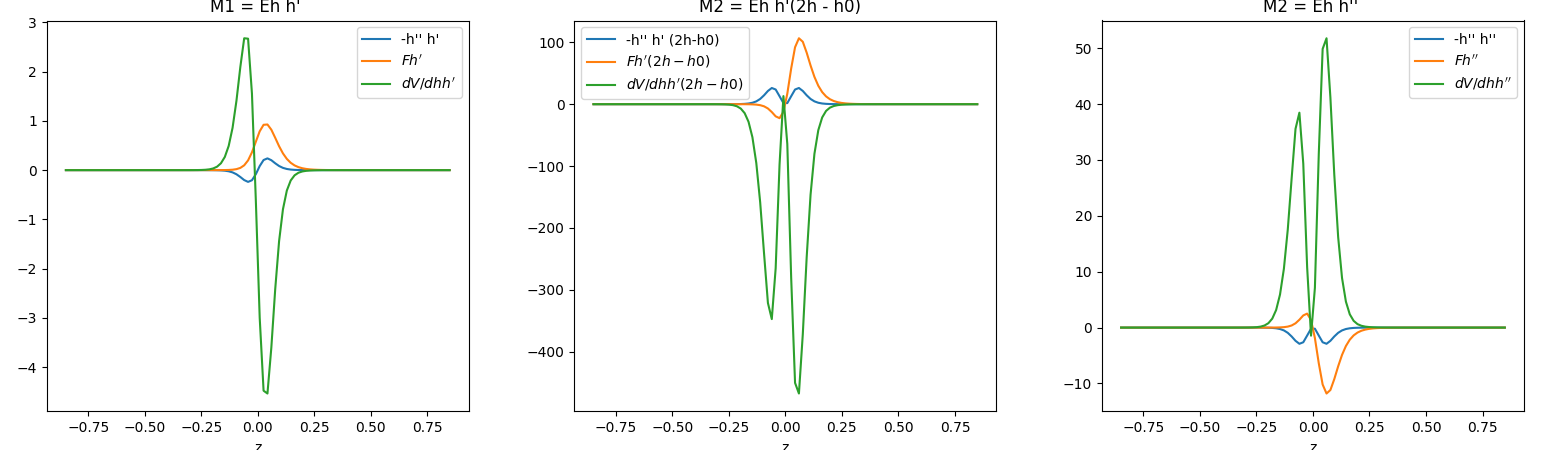 M1 = Eh h'
3
2
1
0
−1
−2
−3
−4
-h'' h'
Fh′
dV/dhh′
−0.75 −0.50 −0.25 0.00 0.25 0.50 0.75
z
M2 = Eh h'(2h - h0)
100
0
−100
−200
−300
−400
-h'' h' (2h-h0)
Fh′(2h − h0)
dV/dhh′(2h − h0)
−0.75 −0.50 −0.25 0.00 0.25 0.50 0.75
z
M2 = Eh h''
50
40
30
20
10
0
−10
-h'' h''
Fh′′
dV/dhh′′
−0.75 −0.50 −0.25 0.00 0.25 0.50 0.75
z